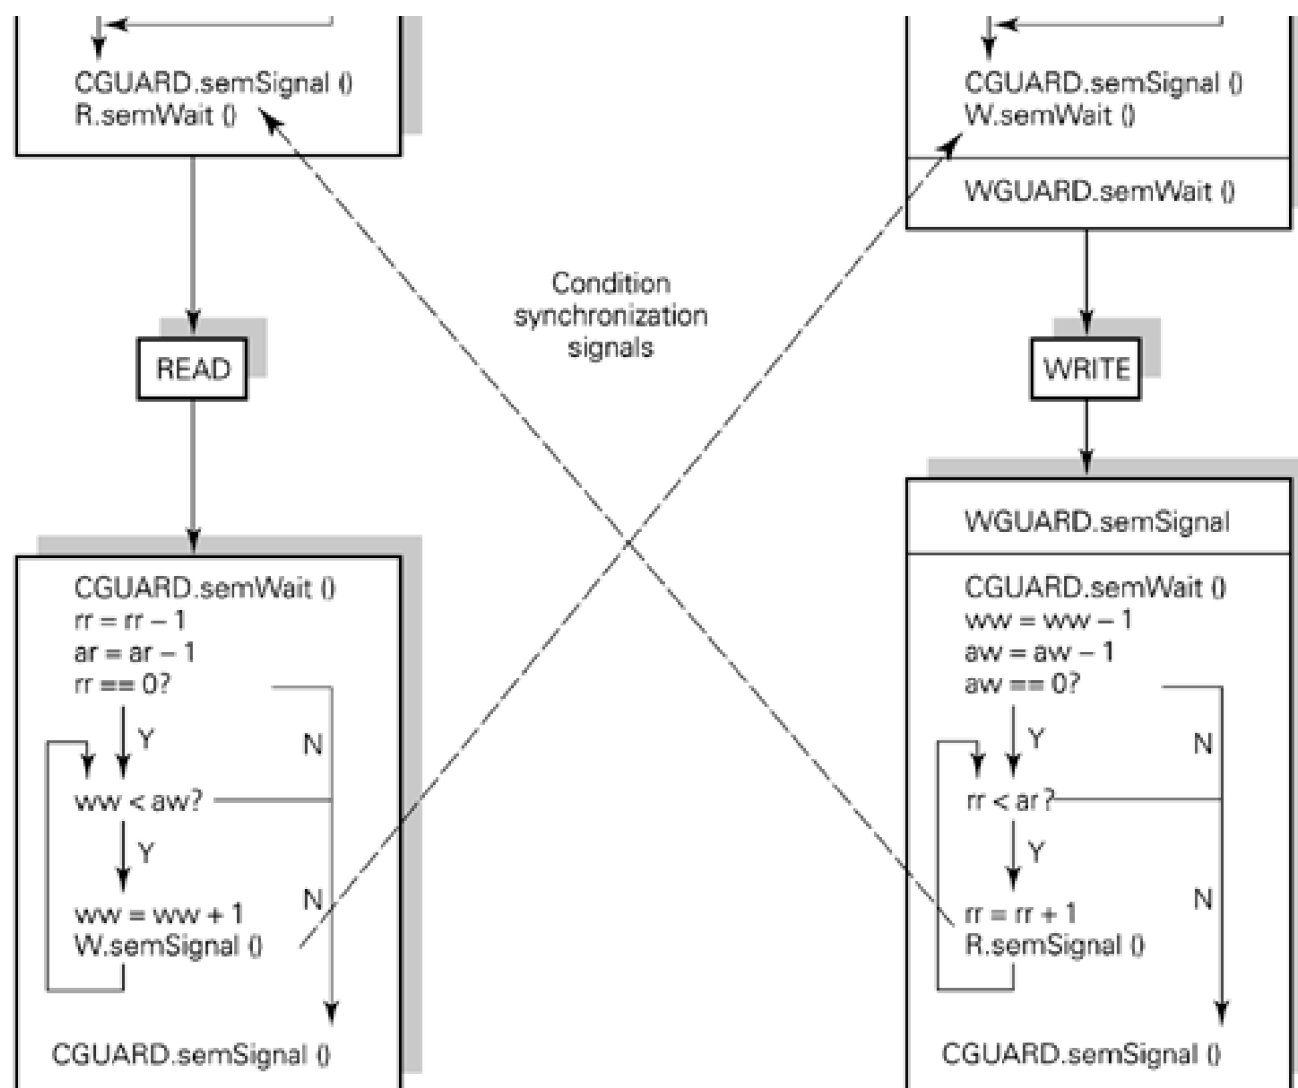 CGUARD.semSignal ()
R.semWait ()
CGUARD.semSignal ()
W.semWait ()
WGUARD.semWait ()
Condition
synchronization
signals
READ
WRITE
WGUARD.semSignal
CGUARD.semWait ()
rr = rr – 1
ar = ar – 1
rr == 0?
Y
N
ww < aw?
Y
N
ww = ww + 1
W.semSignal ()
CGUARD.semSignal ()
CGUARD.semWait ()
ww = ww – 1
aw = aw – 1
aw == 0?
Y
N
rr < ar?
Y
N
rr = rr + 1
R.semSignal ()
CGUARD.semSignal ()